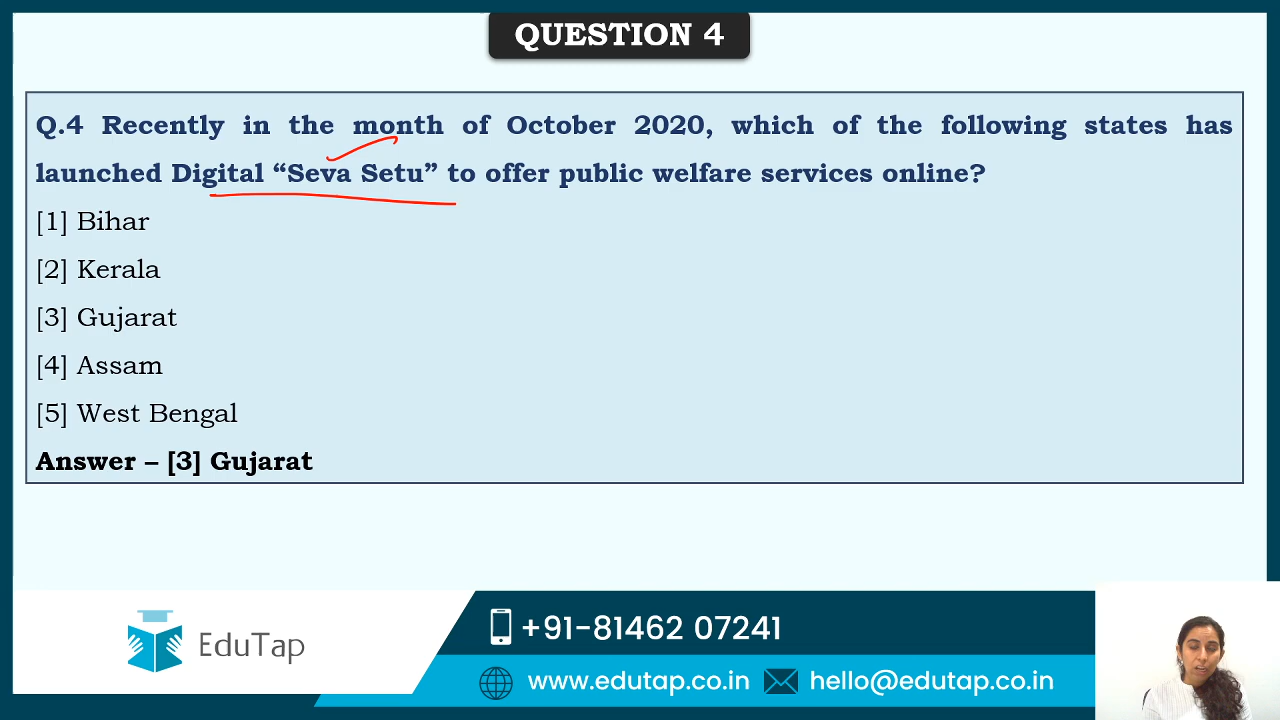 QUESTION 4
Q.4 Recently in the month of October 2020, which of the following states has
launched Digital “Seva Setu” to offer public welfare services online?
[1] Bihar
[2] Kerala
[3] Gujarat
[4] Assam
[5] West Bengal
Answer – [3] Gujarat
EduTap
+91-81462 07241
www.edutap.co.in
hello@edutap.co.in